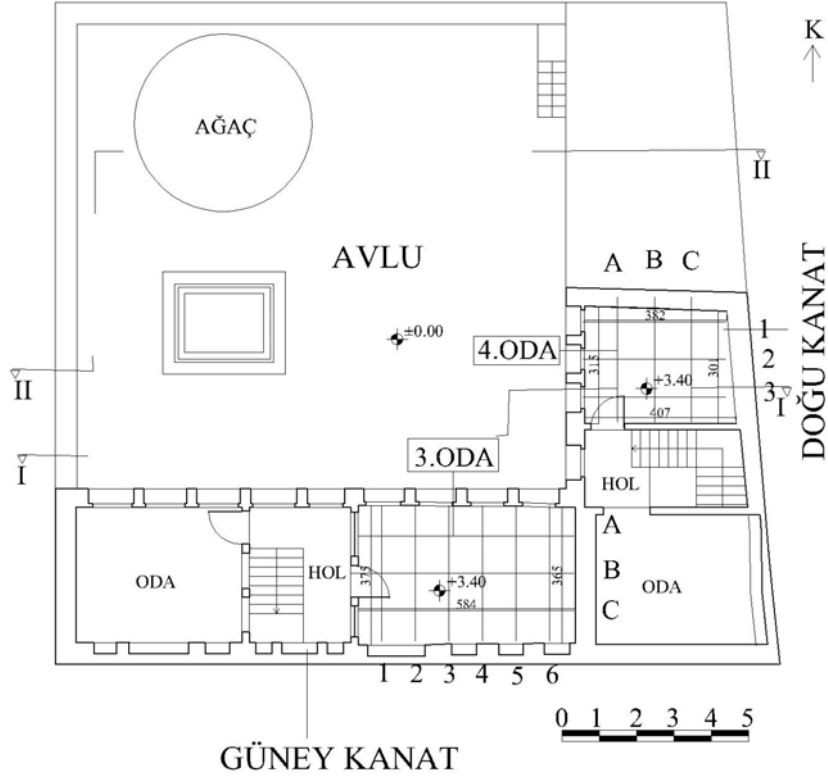 K
AĞAÇ
II
AVLU
A B C
±0.00
382
1
4.ODA
315
301
2
+3.40
3
II
407
I
DOĞU KANAT
3.ODA
I
HOL
A
ODA
HOL
375
+3.40
584
365
B
C
ODA
1 2 3 4 5 6
0 1 2 3 4 5
GÜNEY KANAT